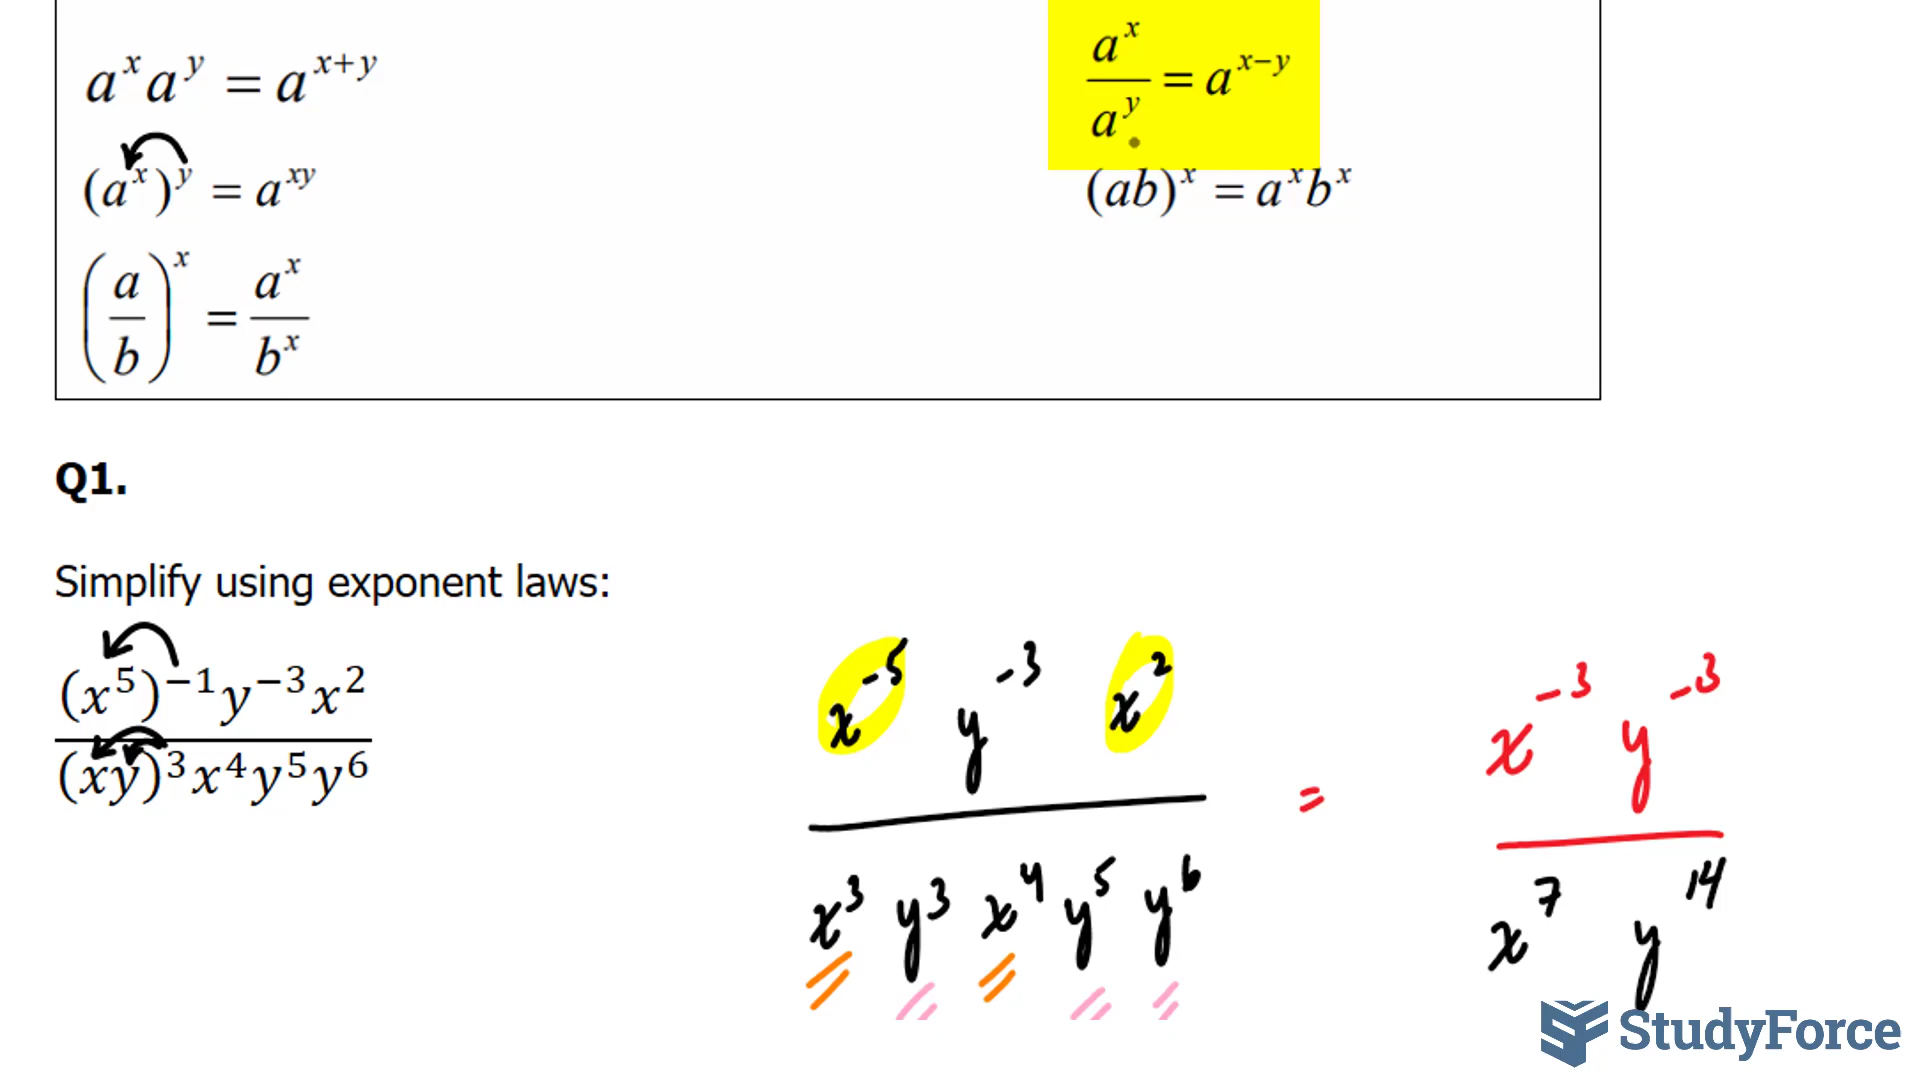 a^x a^y = a^{x+y}
a^x / a^y = a^{x-y}
(a^x)^y = a^{xy}
(ab)^x = a^x b^x
(a/b)^x = a^x / b^x
Q1.
Simplify using exponent laws:
(x^5)^{-1} y^{-3} x^2
(xy)^3 x^4 y^5 y^6
x^{-5} y^{-3} x^2
x^3 y^3 x^4 y^5 y^6
=
x^{-3} y^{-3}
x^7 y^{14}
StudyForce